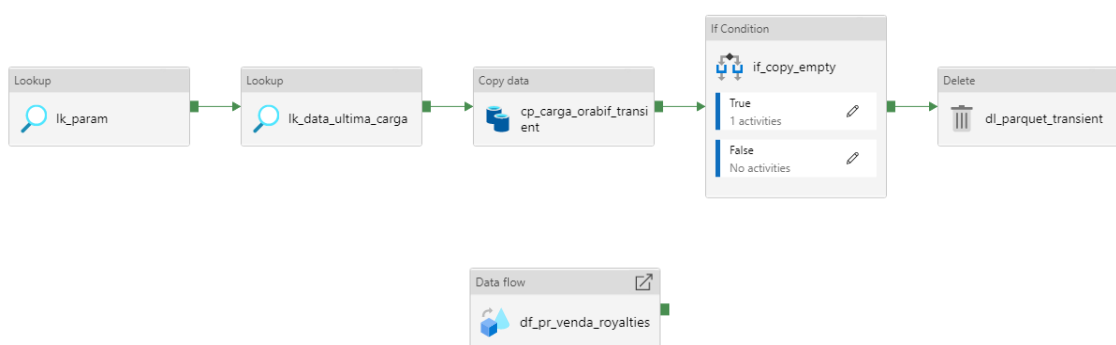 If Condition
if_copy_empty
True
1 activities
False
No activities
Lookup
lk_param
Lookup
lk_data_ultima_carga
Copy data
cp_carga_orabif_transi
ent
Delete
dl_parquet_transient
Data flow
df_pr_venda_royalties